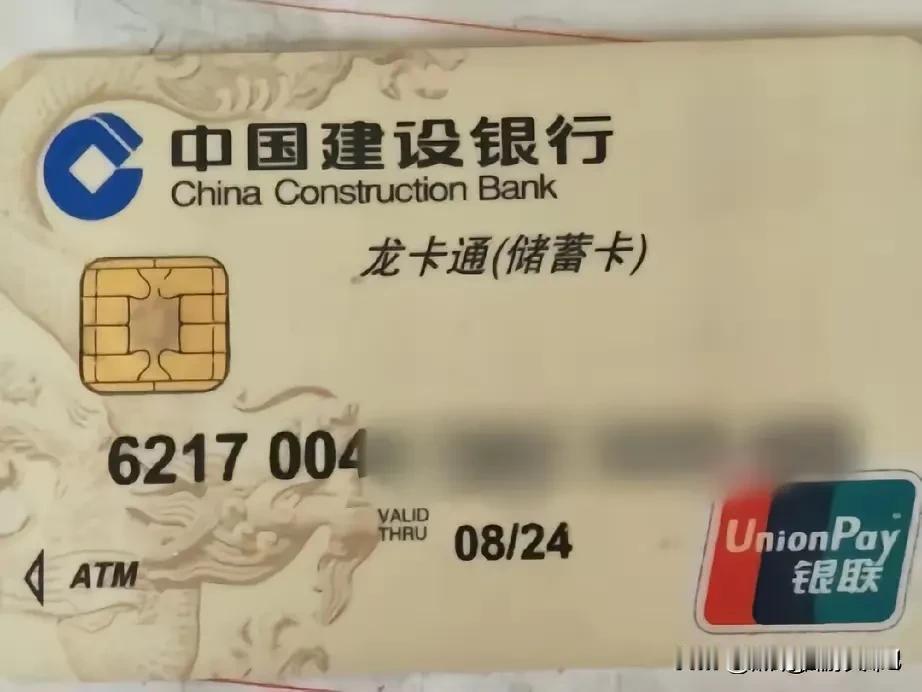 中国建设银行
China Construction Bank
龙卡通(储蓄卡)
6217 004
VALID
THRU
08/24
ATM
UnionPay
银联